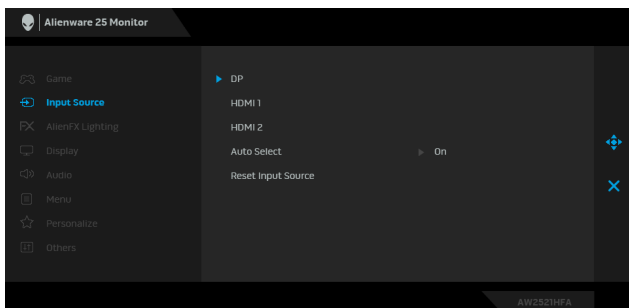 Alienware 25 Monitor
Game
Input Source
AlienFX Lighting
Display
Audio
Menu
Personalize
Others
DP
HDMI 1
HDMI 2
Auto Select On
Reset Input Source
AW2521HFA